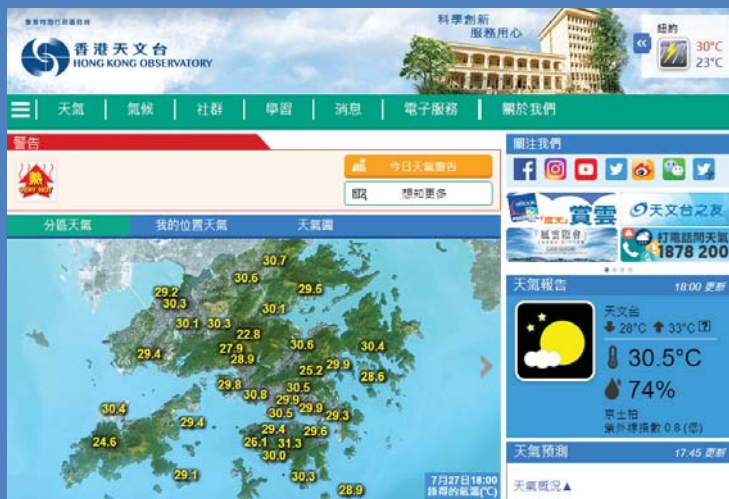 香港特別行政區政府
香港天文台
HONG KONG OBSERVATORY
科學創新
服務用心
紐約
30°C
23°C
天氣
氣候
社群
學習
消息
電子服務
關於我們
警告
熱
VERY HOT
今日天氣警告
想知更多
關注我們
分區天氣
我的位置天氣
天氣圖
賞雲
風雲際會
天文台之友
打電話問天氣
1878 200
30.7
30.6
29.5
29.2
30.3
30.1
30.1
30.3
22.8
27.9
28.9
29.4
30.6
30.4
29.9
25.2
28.6
29.8
30.8
30.5
29.9
30.5
29.9
29.3
30.4
29.4
24.6
29.4
29.6
26.1
31.3
30.0
29.1
30.3
28.9
7月27日18:00
錄得的氣溫(°C)
天氣報告
18:00 更新
天文台
28°C 33°C ?
30.5°C
74%
京士柏
紫外線指數 0.8 (低)
天氣預測
17:45 更新
天氣概況▲